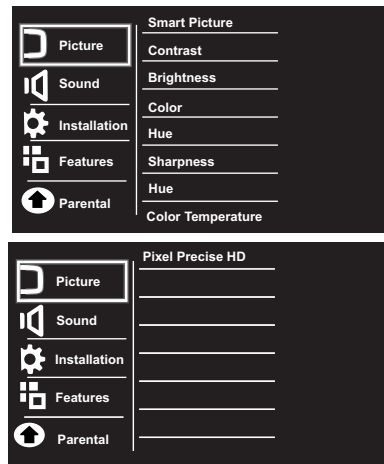 Picture
Sound
Installation
Features
Parental
Smart Picture
Contrast
Brightness
Color
Hue
Sharpness
Hue
Color Temperature
Picture
Sound
Installation
Features
Parental
Pixel Precise HD